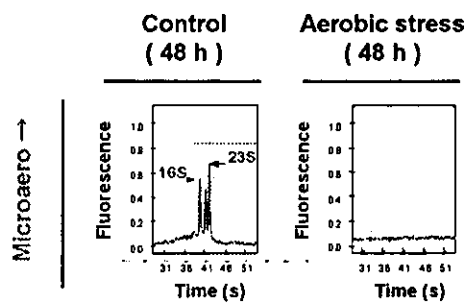 Control
( 48 h )
Aerobic stress
( 48 h )
Microaero →
Fluorescence
1.0
0.8
0.6
0.4
0.2
0.0
16S
23S
31 36 41 46 51
Time (s)
Fluorescence
1.0
0.8
0.6
0.4
0.2
0.0
31 36 41 46 51
Time (s)